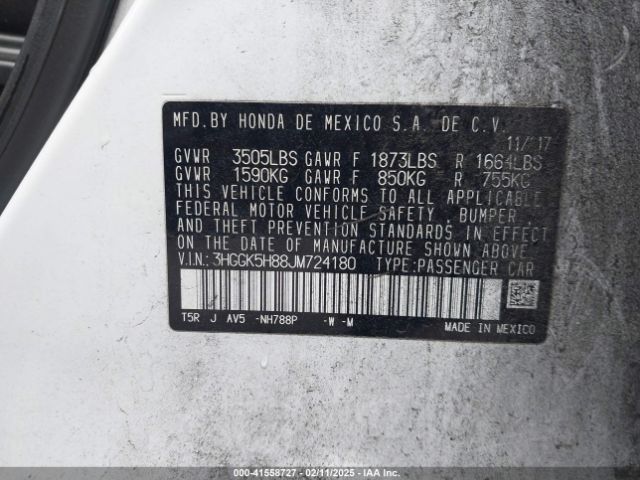 MFD.BY HONDA DE MEXICO S.A. DE C.V.
11/'17
GVWR 3505LBS GAWR F 1873LBS R 1664LBS
GVWR 1590KG GAWR F 850KG R 755KG
THIS VEHICLE CONFORMS TO ALL APPLICABLE
FEDERAL MOTOR VEHICLE SAFETY, BUMPER,
AND THEFT PREVENTION STANDARDS IN EFFECT
ON THE DATE OF MANUFACTURE SHOWN ABOVE.
V.I.N.: 3HGGK5H88JM724180 TYPE:PASSENGER CAR
T5R J AV5 -NH788P -W -M
MADE IN MEXICO
(Stock No: -41558727 - 02/11/2025 - IAA Inc.)